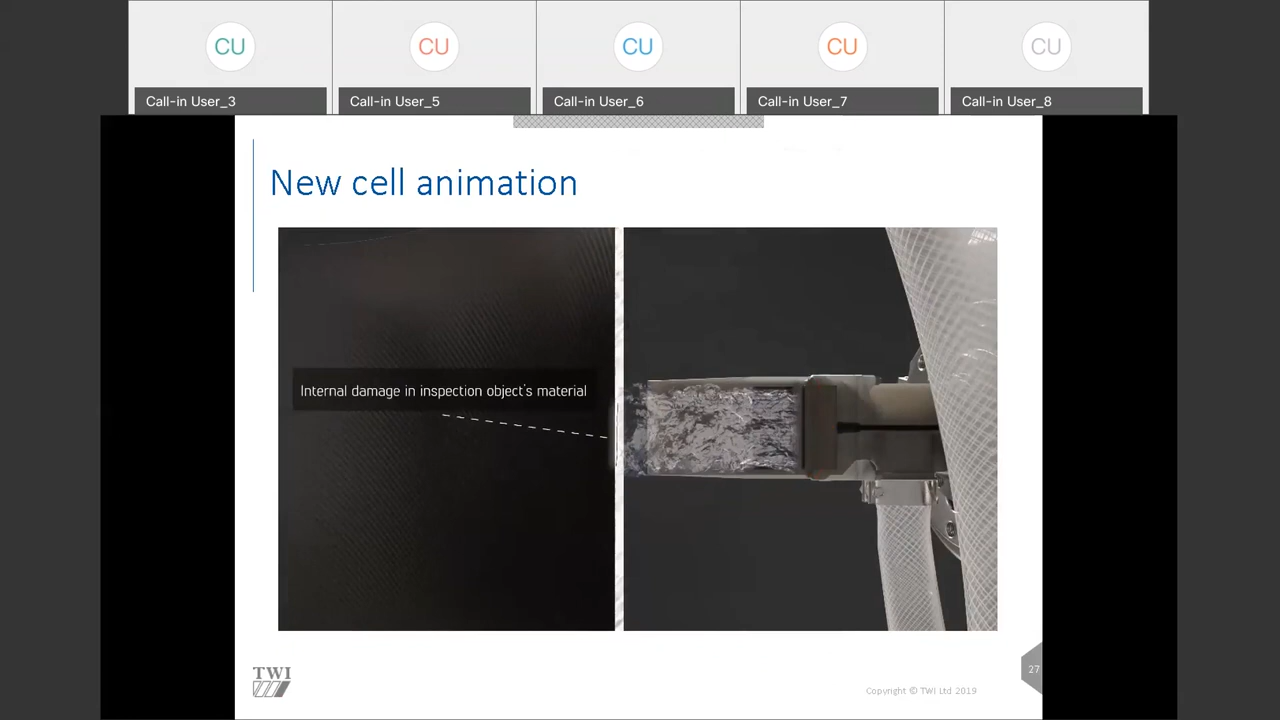 CU
CU
CU
CU
CU
Call-in User_3
Call-in User_5
Call-in User_6
Call-in User_7
Call-in User_8
New cell animation
Internal damage in inspection object's material
TWI
Copyright © TWI Ltd 2019
27